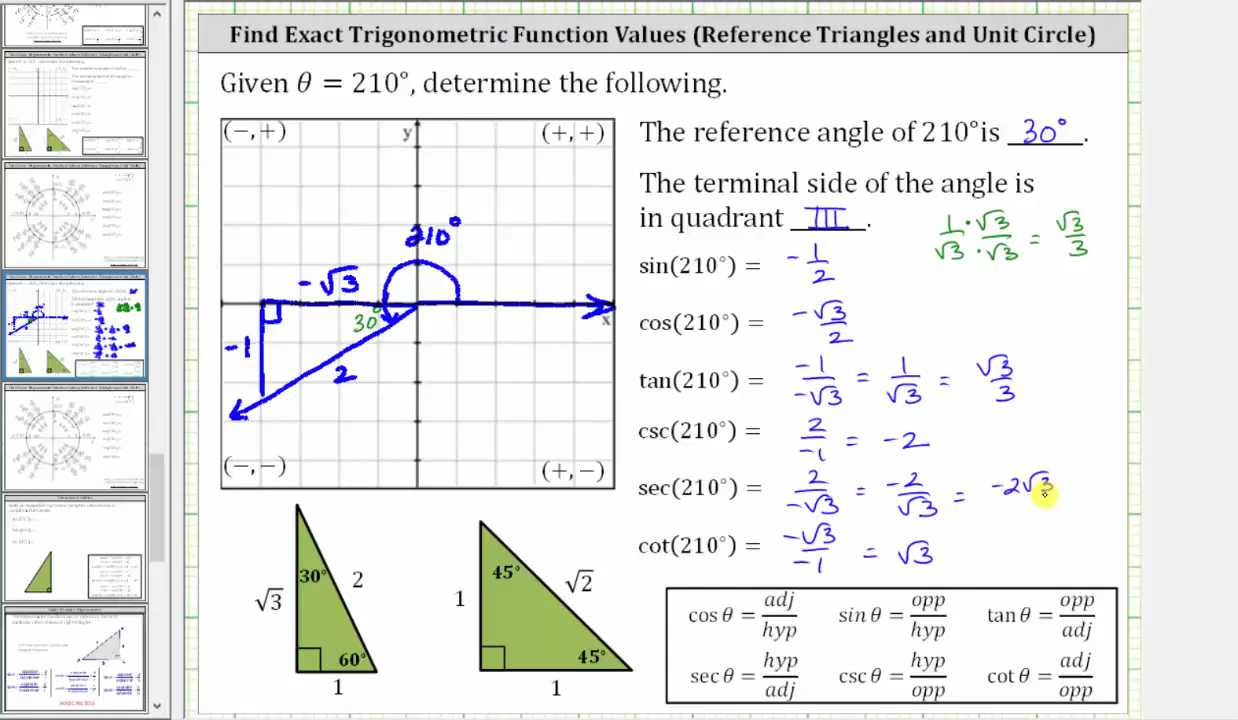 Find Exact Trigonometric Function Values (Reference Triangles and Unit Circle)
Given θ = 210°, determine the following.
(−, +) y (+, +)
210°
−√3
30°
−1
2
x
(−, −) (+, −)
The reference angle of 210° is 30°.
The terminal side of the angle is
in quadrant III.
1/√3 · √3/√3 = √3/3
sin(210°) = −1/2
cos(210°) = −√3/2
tan(210°) = −1/−√3 = 1/√3 = √3/3
csc(210°) = 2/−1 = −2
sec(210°) = 2/−√3 = −2/√3 = −2√3
cot(210°) = −√3/−1 = √3
30° 2
√3
60°
1
45° √2
1
45°
1
cos θ = adj/hyp sin θ = opp/hyp tan θ = opp/adj
sec θ = hyp/adj csc θ = hyp/opp cot θ = adj/opp